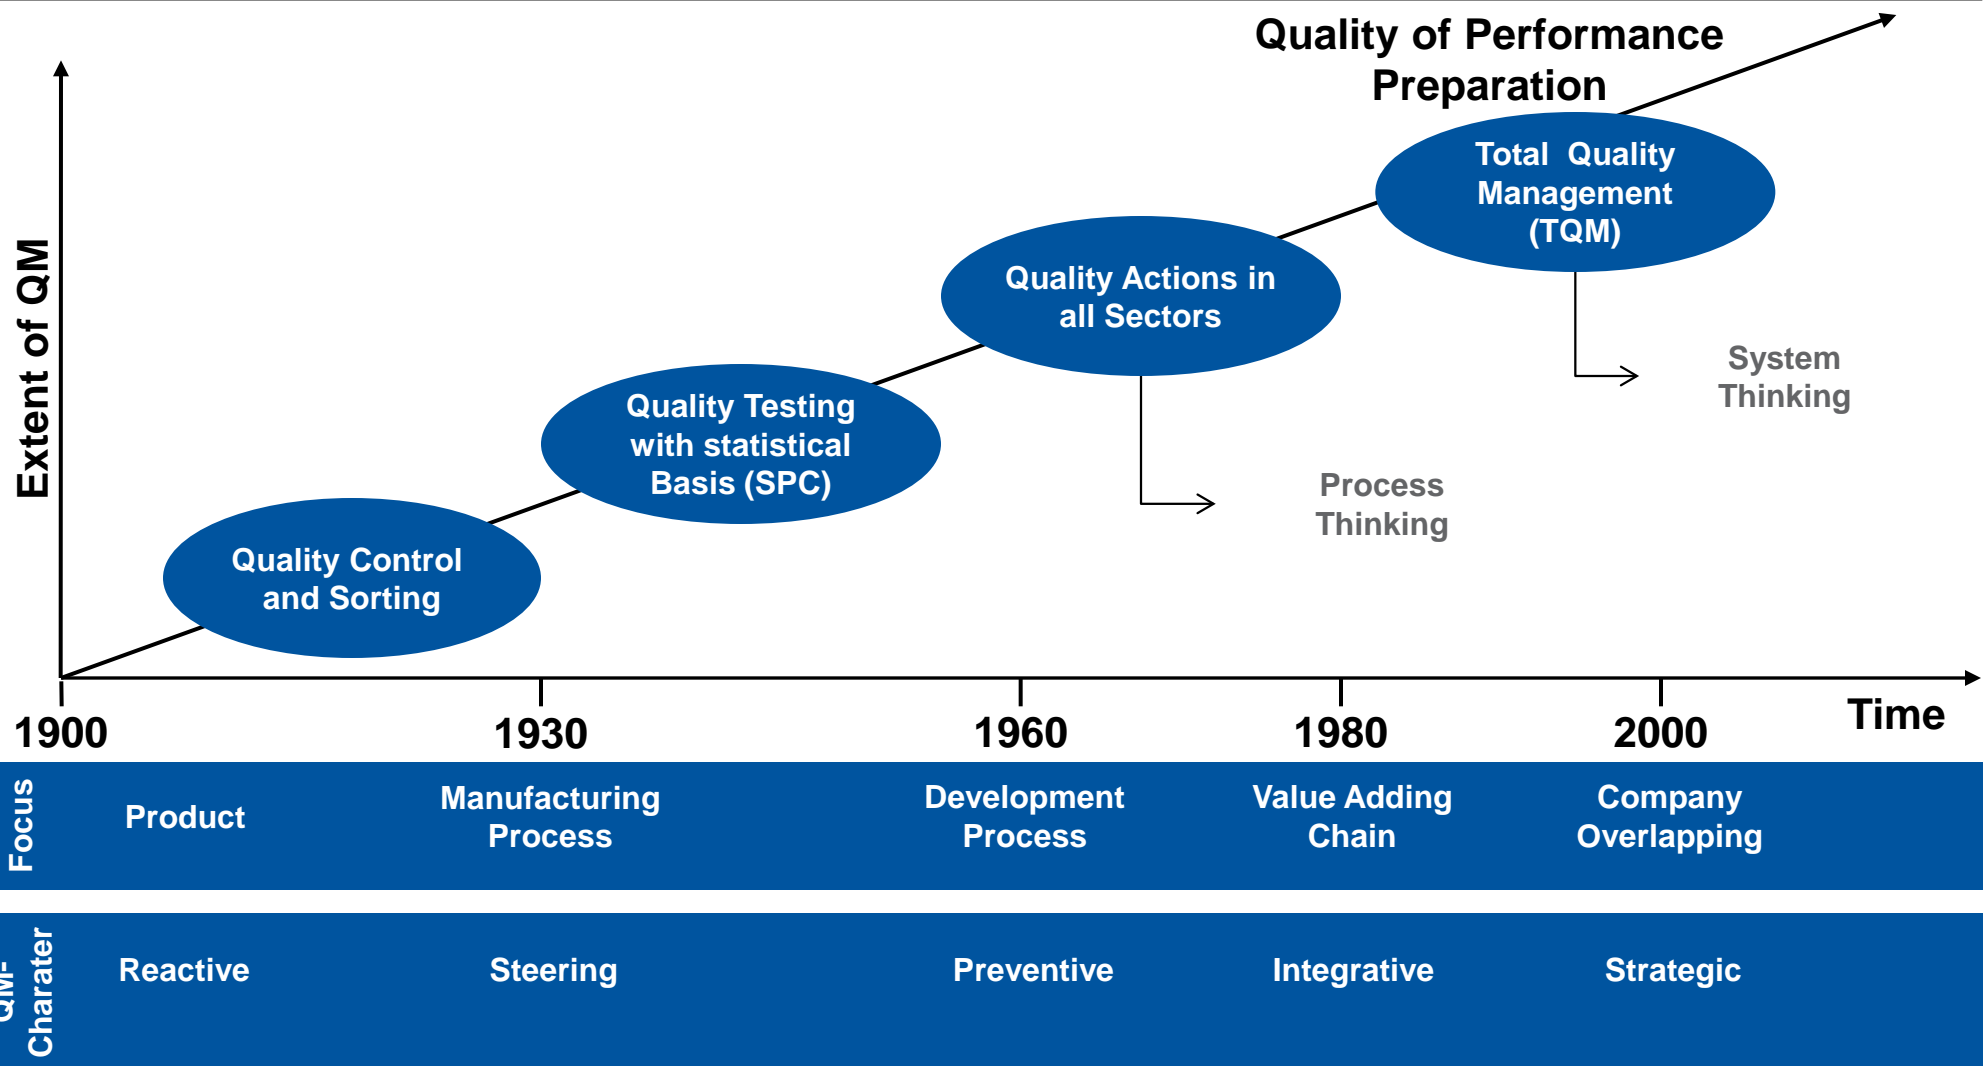 Quality of Performance
Preparation
Extent of QM
Total Quality
Management
(TQM)
Quality Actions in
all Sectors
System
Thinking
Quality Testing
with statistical
Basis (SPC)
Process
Thinking
Quality Control
and Sorting
1900
1930
1960
1980
2000
Time
Focus
Product
Manufacturing
Process
Development
Process
Value Adding
Chain
Company
Overlapping
QM-
Charater
Reactive
Steering
Preventive
Integrative
Strategic